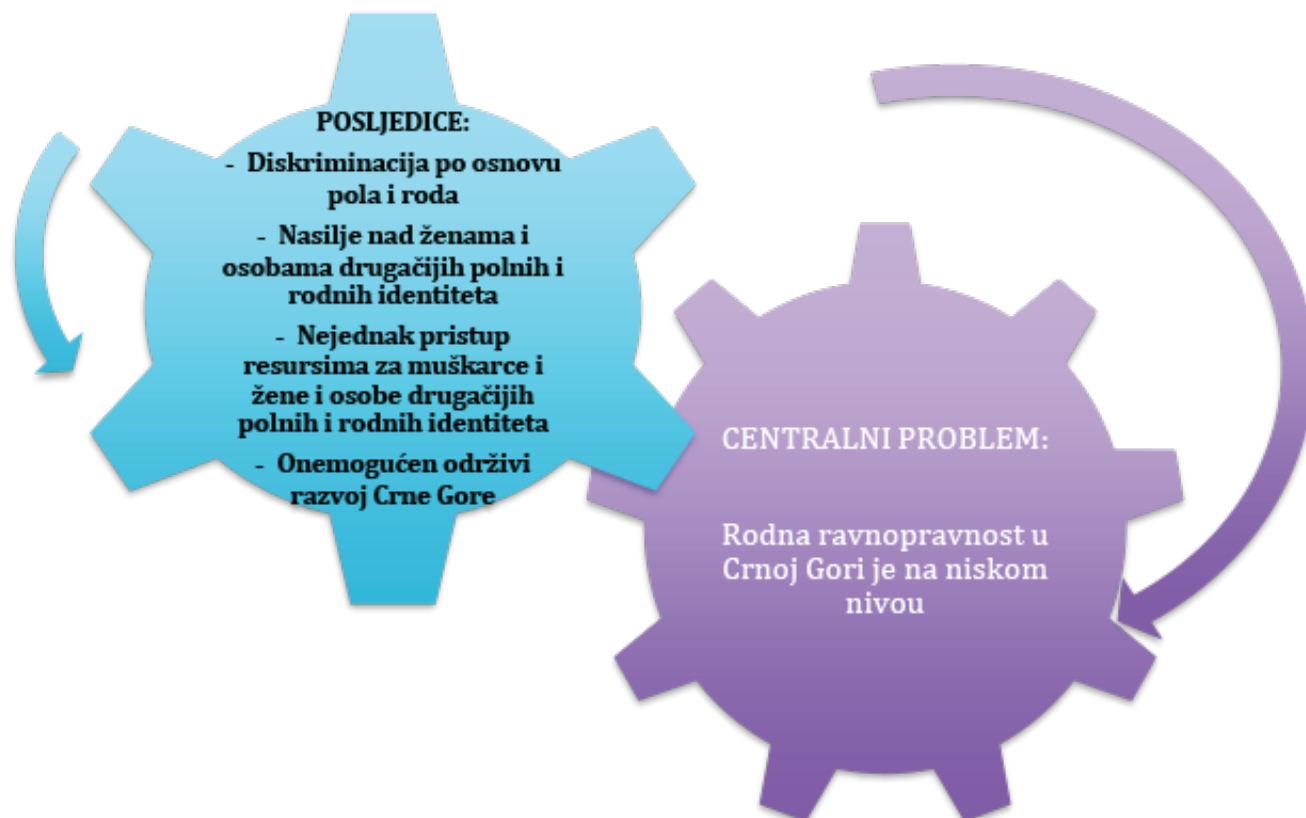 POSLJEDICE:
- Diskriminacija po osnovu
pola i roda
- Nasilje nad ženama i
osobama drugačijih polnih i
rodnih identiteta
- Nejednak pristup
resursima za muškarce i
žene i osobe drugačijih
polnih i rodnih identiteta
- Onemogućen održivi
razvoj Crne Gore
CENTRALNI PROBLEM:
Rodna ravnopravnost u
Crnoj Gori je na niskom
nivou